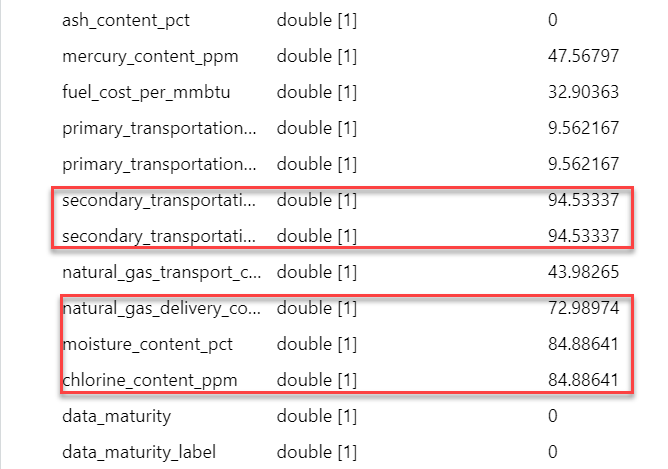 ash_content_pct double [1] 0
mercury_content_ppm double [1] 47.56797
fuel_cost_per_mmbtu double [1] 32.90363
primary_transportation... double [1] 9.562167
primary_transportation... double [1] 9.562167
secondary_transportati... double [1] 94.53337
secondary_transportati... double [1] 94.53337
natural_gas_transport_c... double [1] 43.98265
natural_gas_delivery_co... double [1] 72.98974
moisture_content_pct double [1] 84.88641
chlorine_content_ppm double [1] 84.88641
data_maturity double [1] 0
data_maturity_label double [1] 0